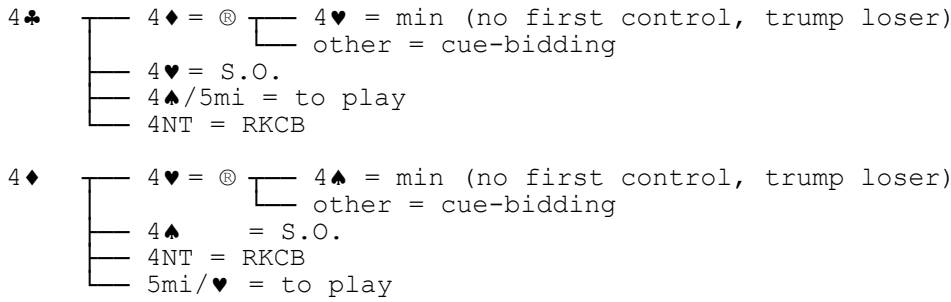 4♣ 4♦ = ® 4♥ = min (no first control, trump loser)
other = cue-bidding
4♥ = S.O.
4♠/5mi = to play
4NT = RKCB
4♦ 4♥ = ® 4♠ = min (no first control, trump loser)
other = cue-bidding
4♠ = S.O.
4NT = RKCB
5mi/♥ = to play